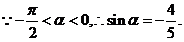 ∵ -π/2 < α < 0, ∴ sin α = -4/5.